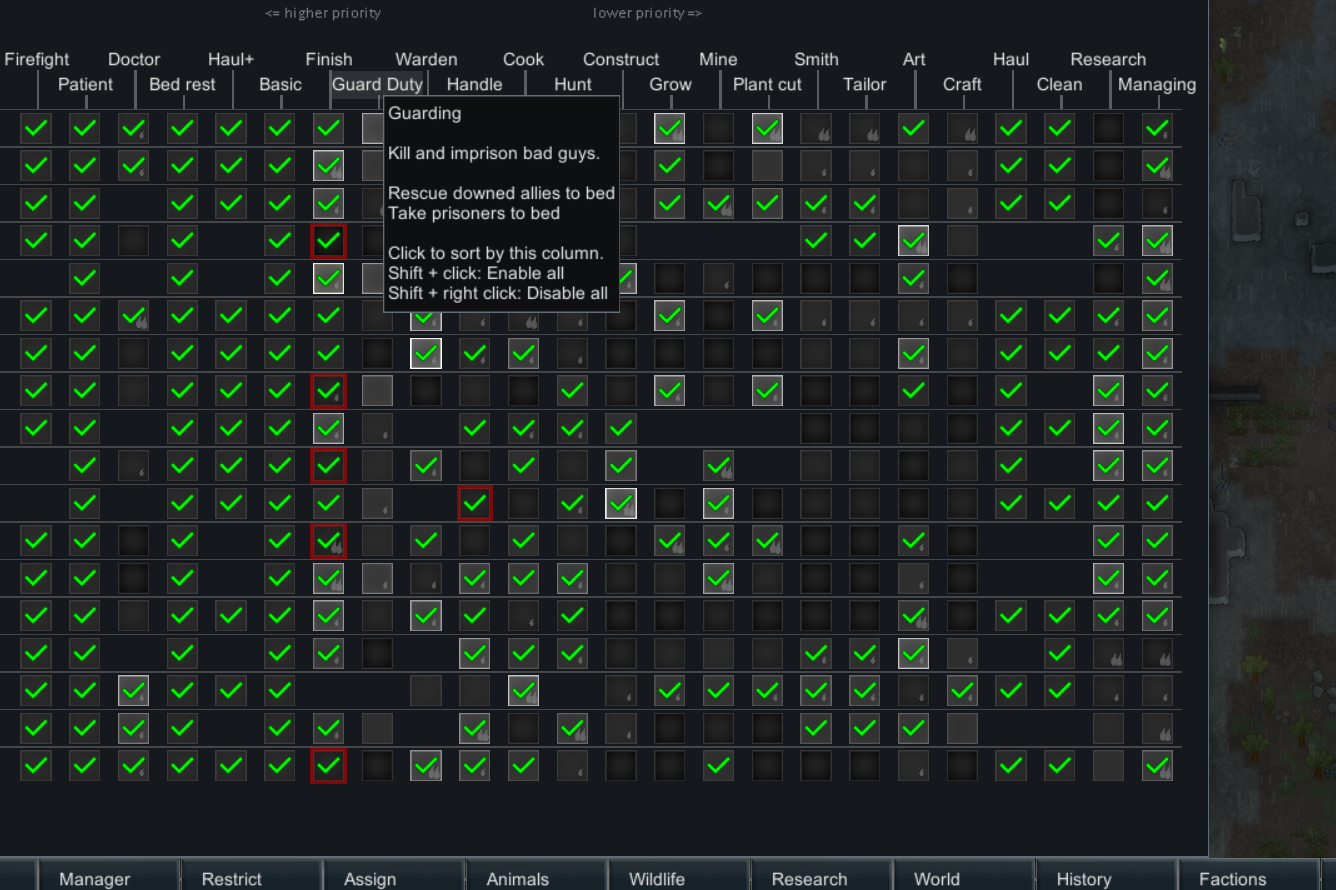 <= higher priority
lower priority =>
Firefight Doctor Haul+ Finish Warden Cook Construct Mine Smith Art Haul Research
Patient Bed rest Basic Guard Duty Handle Hunt Grow Plant cut Tailor Craft Clean Managing
Guarding
Kill and imprison bad guys.
Rescue downed allies to bed
Take prisoners to bed
Click to sort by this column.
Shift + click: Enable all
Shift + right click: Disable all
Manager Restrict Assign Animals Wildlife Research World History Factions